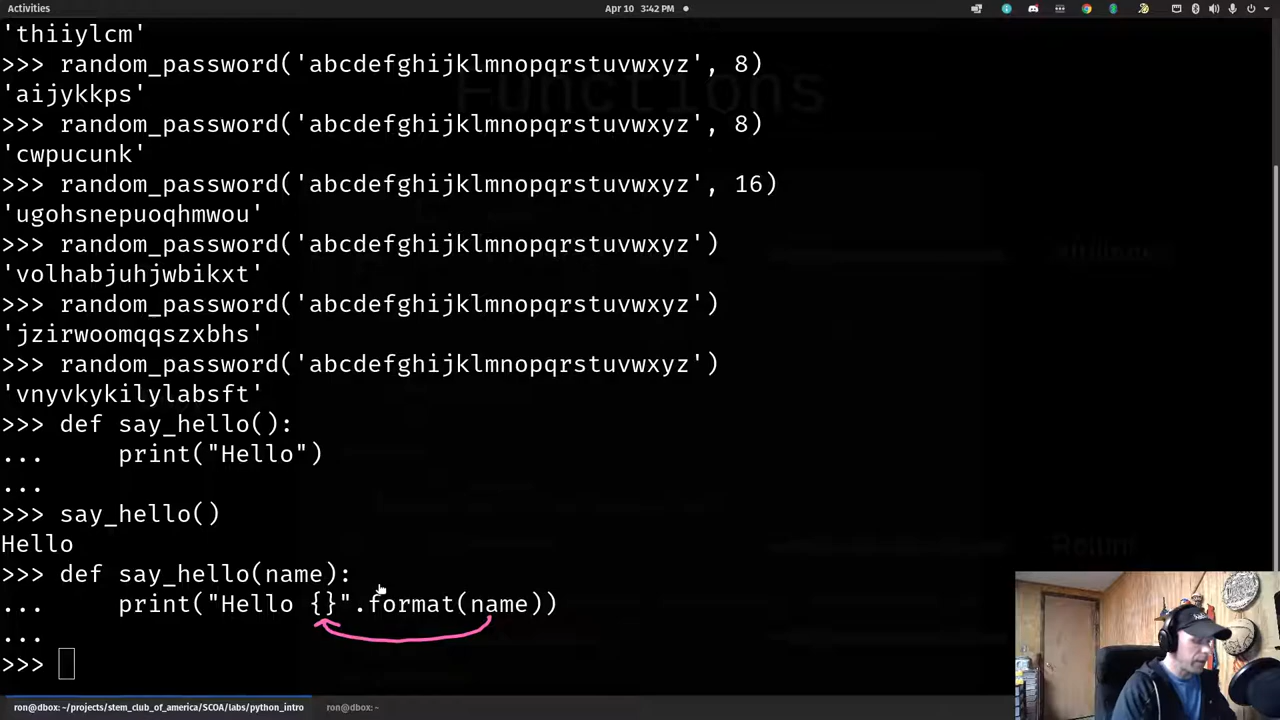 Activities
Apr 10 3:42 PM
'thiiylcm'
>>> random_password('abcdefghijklmnopqrstuvwxyz', 8)
'aijykkps'
>>> random_password('abcdefghijklmnopqrstuvwxyz', 8)
'cwpucunk'
>>> random_password('abcdefghijklmnopqrstuvwxyz', 16)
'ugohsnepuoqhmwou'
>>> random_password('abcdefghijklmnopqrstuvwxyz')
'volhabjuhjwbikxt'
>>> random_password('abcdefghijklmnopqrstuvwxyz')
'jzirwoomqqszxbhs'
>>> random_password('abcdefghijklmnopqrstuvwxyz')
'vnyvkykilylabsft'
>>> def say_hello():
...     print("Hello")
...
>>> say_hello()
Hello
>>> def say_hello(name):
...     print("Hello {}".format(name))
...
>>>
Functions
Return
ron@dbox: ~/projects/stem_club_of_america/SCOA/labs/python_intro
ron@dbox: ~